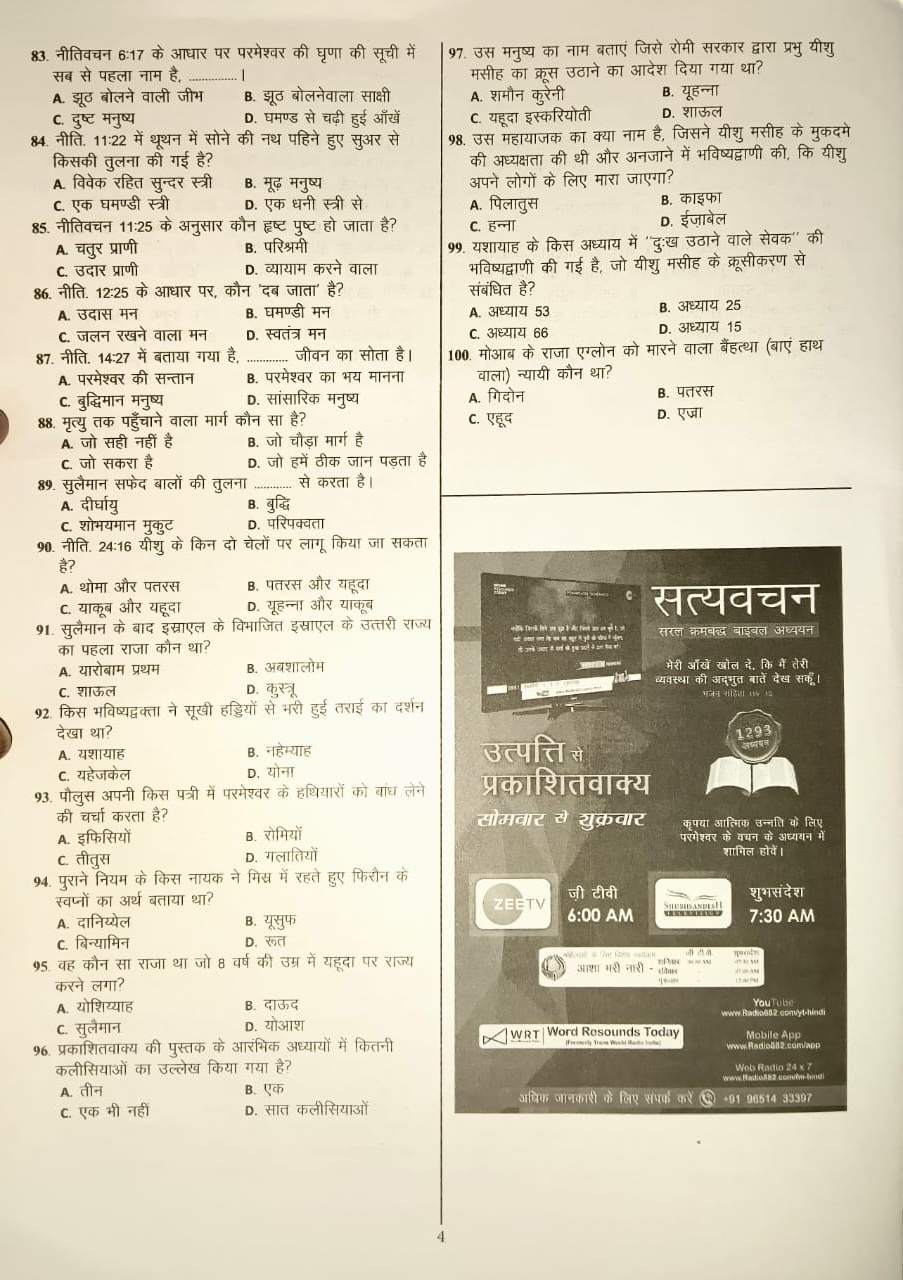 83. नीतिवचन 6:17 के आधार पर परमेश्वर की घृणा की सूची में
सब से पहला नाम है, ............... |
A. झूठ बोलने वाली जीभ B. झूठ बोलनेवाला साक्षी
C. दुष्ट मनुष्य D. घमण्ड से चढ़ी हुई आँखें
84. नीति. 11:22 में थूथन में सोने की नथ पहिने हुए सुअर से
किसकी तुलना की गई है?
A. विवेक रहित सुन्दर स्त्री B. मूढ़ मनुष्य
C. एक घमण्डी स्त्री D. एक धनी स्त्री से
85. नीतिवचन 11:25 के अनुसार कौन हृष्ट पुष्ट हो जाता है?
A. चतुर प्राणी B. परिश्रमी
C. उदार प्राणी D. व्यायाम करने वाला
86. नीति. 12:25 के आधार पर, कौन 'दब जाता' है?
A. उदास मन B. घमण्डी मन
C. जलन रखने वाला मन D. स्वतंत्र मन
87. नीति. 14:27 में बताया गया है, ............. जीवन का सोता है।
A. परमेश्वर की सन्तान B. परमेश्वर का भय मानना
C. बुद्धिमान मनुष्य D. सांसारिक मनुष्य
88. मृत्यु तक पहुँचाने वाला मार्ग कौन सा है?
A. जो सही नहीं है B. जो चौड़ा मार्ग है
C. जो सकरा है D. जो हमें ठीक जान पड़ता है
89. सुलैमान सफेद बालों की तुलना ............ से करता है।
A. दीर्घायु B. बुद्धि
C. शोभयमान मुकुट D. परिपक्वता
90. नीति. 24:16 यीशु के किन दो चेलों पर लागू किया जा सकता
है?
A. थोमा और पतरस B. पतरस और यहूदा
C. याकूब और यहूदा D. यूहन्ना और याकूब
91. सुलैमान के बाद इस्राएल के विभाजित इस्राएल के उत्तरी राज्य
का पहला राजा कौन था?
A. यारोबाम प्रथम B. अबशालोम
C. शाऊल D. कुस्त्रू
92. किस भविष्यद्वक्ता ने सूखी हड्डियों से भरी हुई तराई का दर्शन
देखा था?
A. यशायाह B. नहेम्याह
C. यहेजकेल D. योना
93. पौलुस अपनी किस पत्री में परमेश्वर के हथियारों को बांध लेने
की चर्चा करता है?
A. इफिसियों B. रोमियों
C. तीतुस D. गलातियों
94. पुराने नियम के किस नायक ने मिस्र में रहते हुए फिरौन के
स्वप्नों का अर्थ बताया था?
A. दानिय्येल B. यूसुफ
C. बिन्यामिन D. रूत
95. वह कौन सा राजा था जो 8 वर्ष की उम्र में यहूदा पर राज्य
करने लगा?
A. योशिय्याह B. दाऊद
C. सुलैमान D. योआश
96. प्रकाशितवाक्य की पुस्तक के आरंभिक अध्यायों में कितनी
कलीसियाओं का उल्लेख किया गया है?
A. तीन B. एक
C. एक भी नहीं D. सात कलीसियाओं
97. उस मनुष्य का नाम बताएं जिसे रोमी सरकार द्वारा प्रभु यीशु
मसीह का क्रूस उठाने का आदेश दिया गया था?
A. शमौन कुरेनी B. यूहन्ना
C. यहूदा इस्करियोती D. शाऊल
98. उस महायाजक का क्या नाम है, जिसने यीशु मसीह के मुकदमे
की अध्यक्षता की थी और अनजाने में भविष्यद्वाणी की, कि यीशु
अपने लोगों के लिए मारा जाएगा?
A. पिलातुस B. काइफा
C. हन्ना D. ईज़ाबेल
99. यशायाह के किस अध्याय में "दुःख उठाने वाले सेवक" की
भविष्यद्वाणी की गई है, जो यीशु मसीह के क्रूसीकरण से
संबंधित है?
A. अध्याय 53 B. अध्याय 25
C. अध्याय 66 D. अध्याय 15
100. मोआब के राजा एग्लोन को मारने वाला बैंहत्था (बाएं हाथ
वाला) न्यायी कौन था?
A. गिदोन B. पतरस
C. एहूद D. एज्रा
सत्यवचन
सरल क्रमबद्ध बाइबल अध्ययन
मेरी आँखें खोल दे, कि मैं तेरी
व्यवस्था की अद्भुत बातें देख सकूँ।
1293
अध्ययन
उत्पत्ति से
प्रकाशितवाक्य
सोमवार से शुक्रवार
कृपया आत्मिक उन्नति के लिए
परमेश्वर के वचन के अध्ययन में
शामिल होवें।
ZEE TV
ज़ी टीवी
6:00 AM
SHUBHSANDESH
TELEVISION
शुभसंदेश
7:30 AM
आशा भरी नारी -
YouTube
www.Radio882.com/yt-hindi
WRT Word Resounds Today
(Formerly Trans World Radio India)
Mobile App
www.Radio882.com/app
Web Radio 24 x 7
www.Radio882.com/fm-hindi
अधिक जानकारी के लिए संपर्क करें +91 96514 33397
4